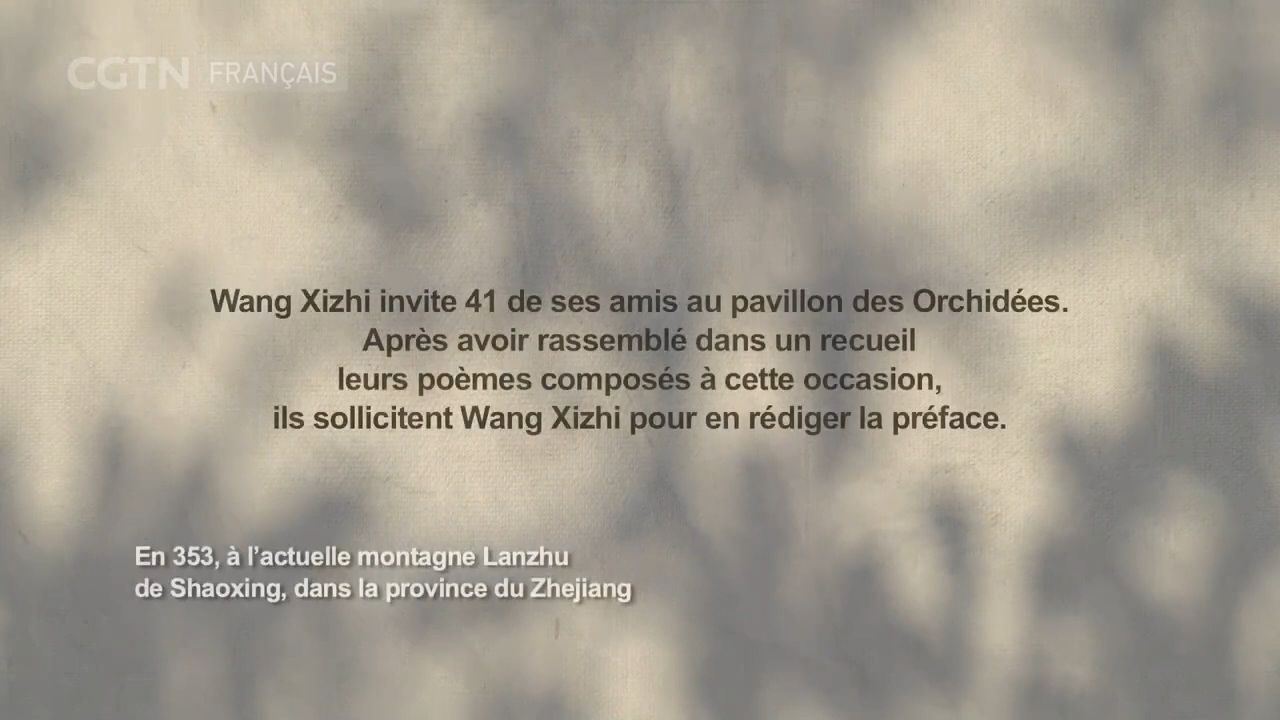 CGTN FRANÇAIS
Wang Xizhi invite 41 de ses amis au pavillon des Orchidées.
Après avoir rassemblé dans un recueil
leurs poèmes composés à cette occasion,
ils sollicitent Wang Xizhi pour en rédiger la préface.
En 353, à l’actuelle montagne Lanzhu
de Shaoxing, dans la province du Zhejiang